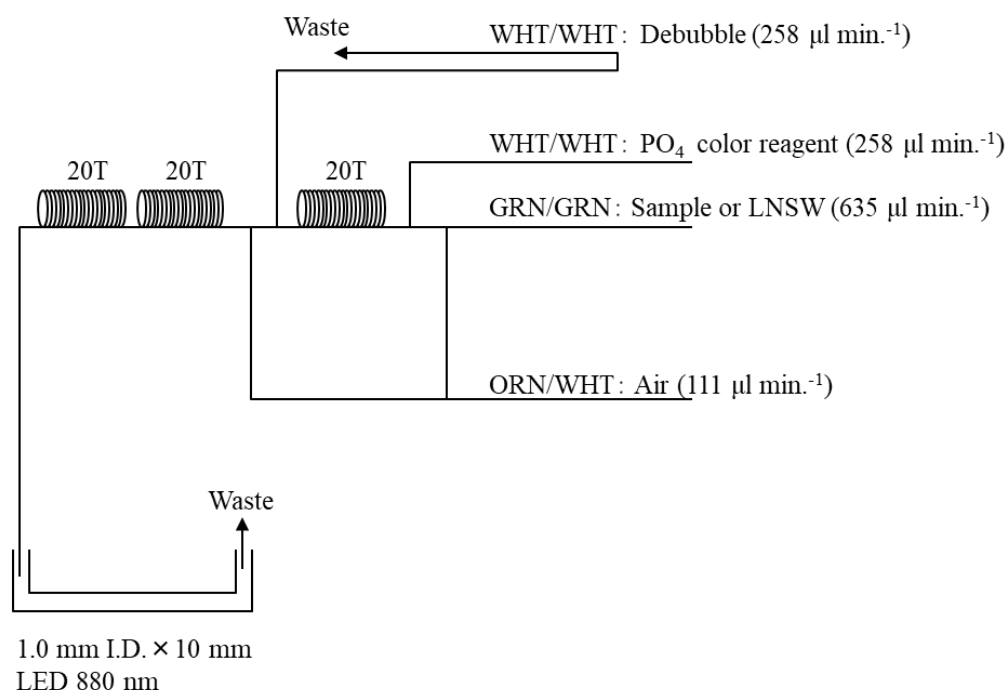 Waste
WHT/WHT: Debubble (258 μl min.⁻¹)
WHT/WHT: PO₄ color reagent (258 μl min.⁻¹)
20T 20T 20T
GRN/GRN: Sample or LNSW (635 μl min.⁻¹)
ORN/WHT: Air (111 μl min.⁻¹)
Waste
1.0 mm I.D. × 10 mm
LED 880 nm